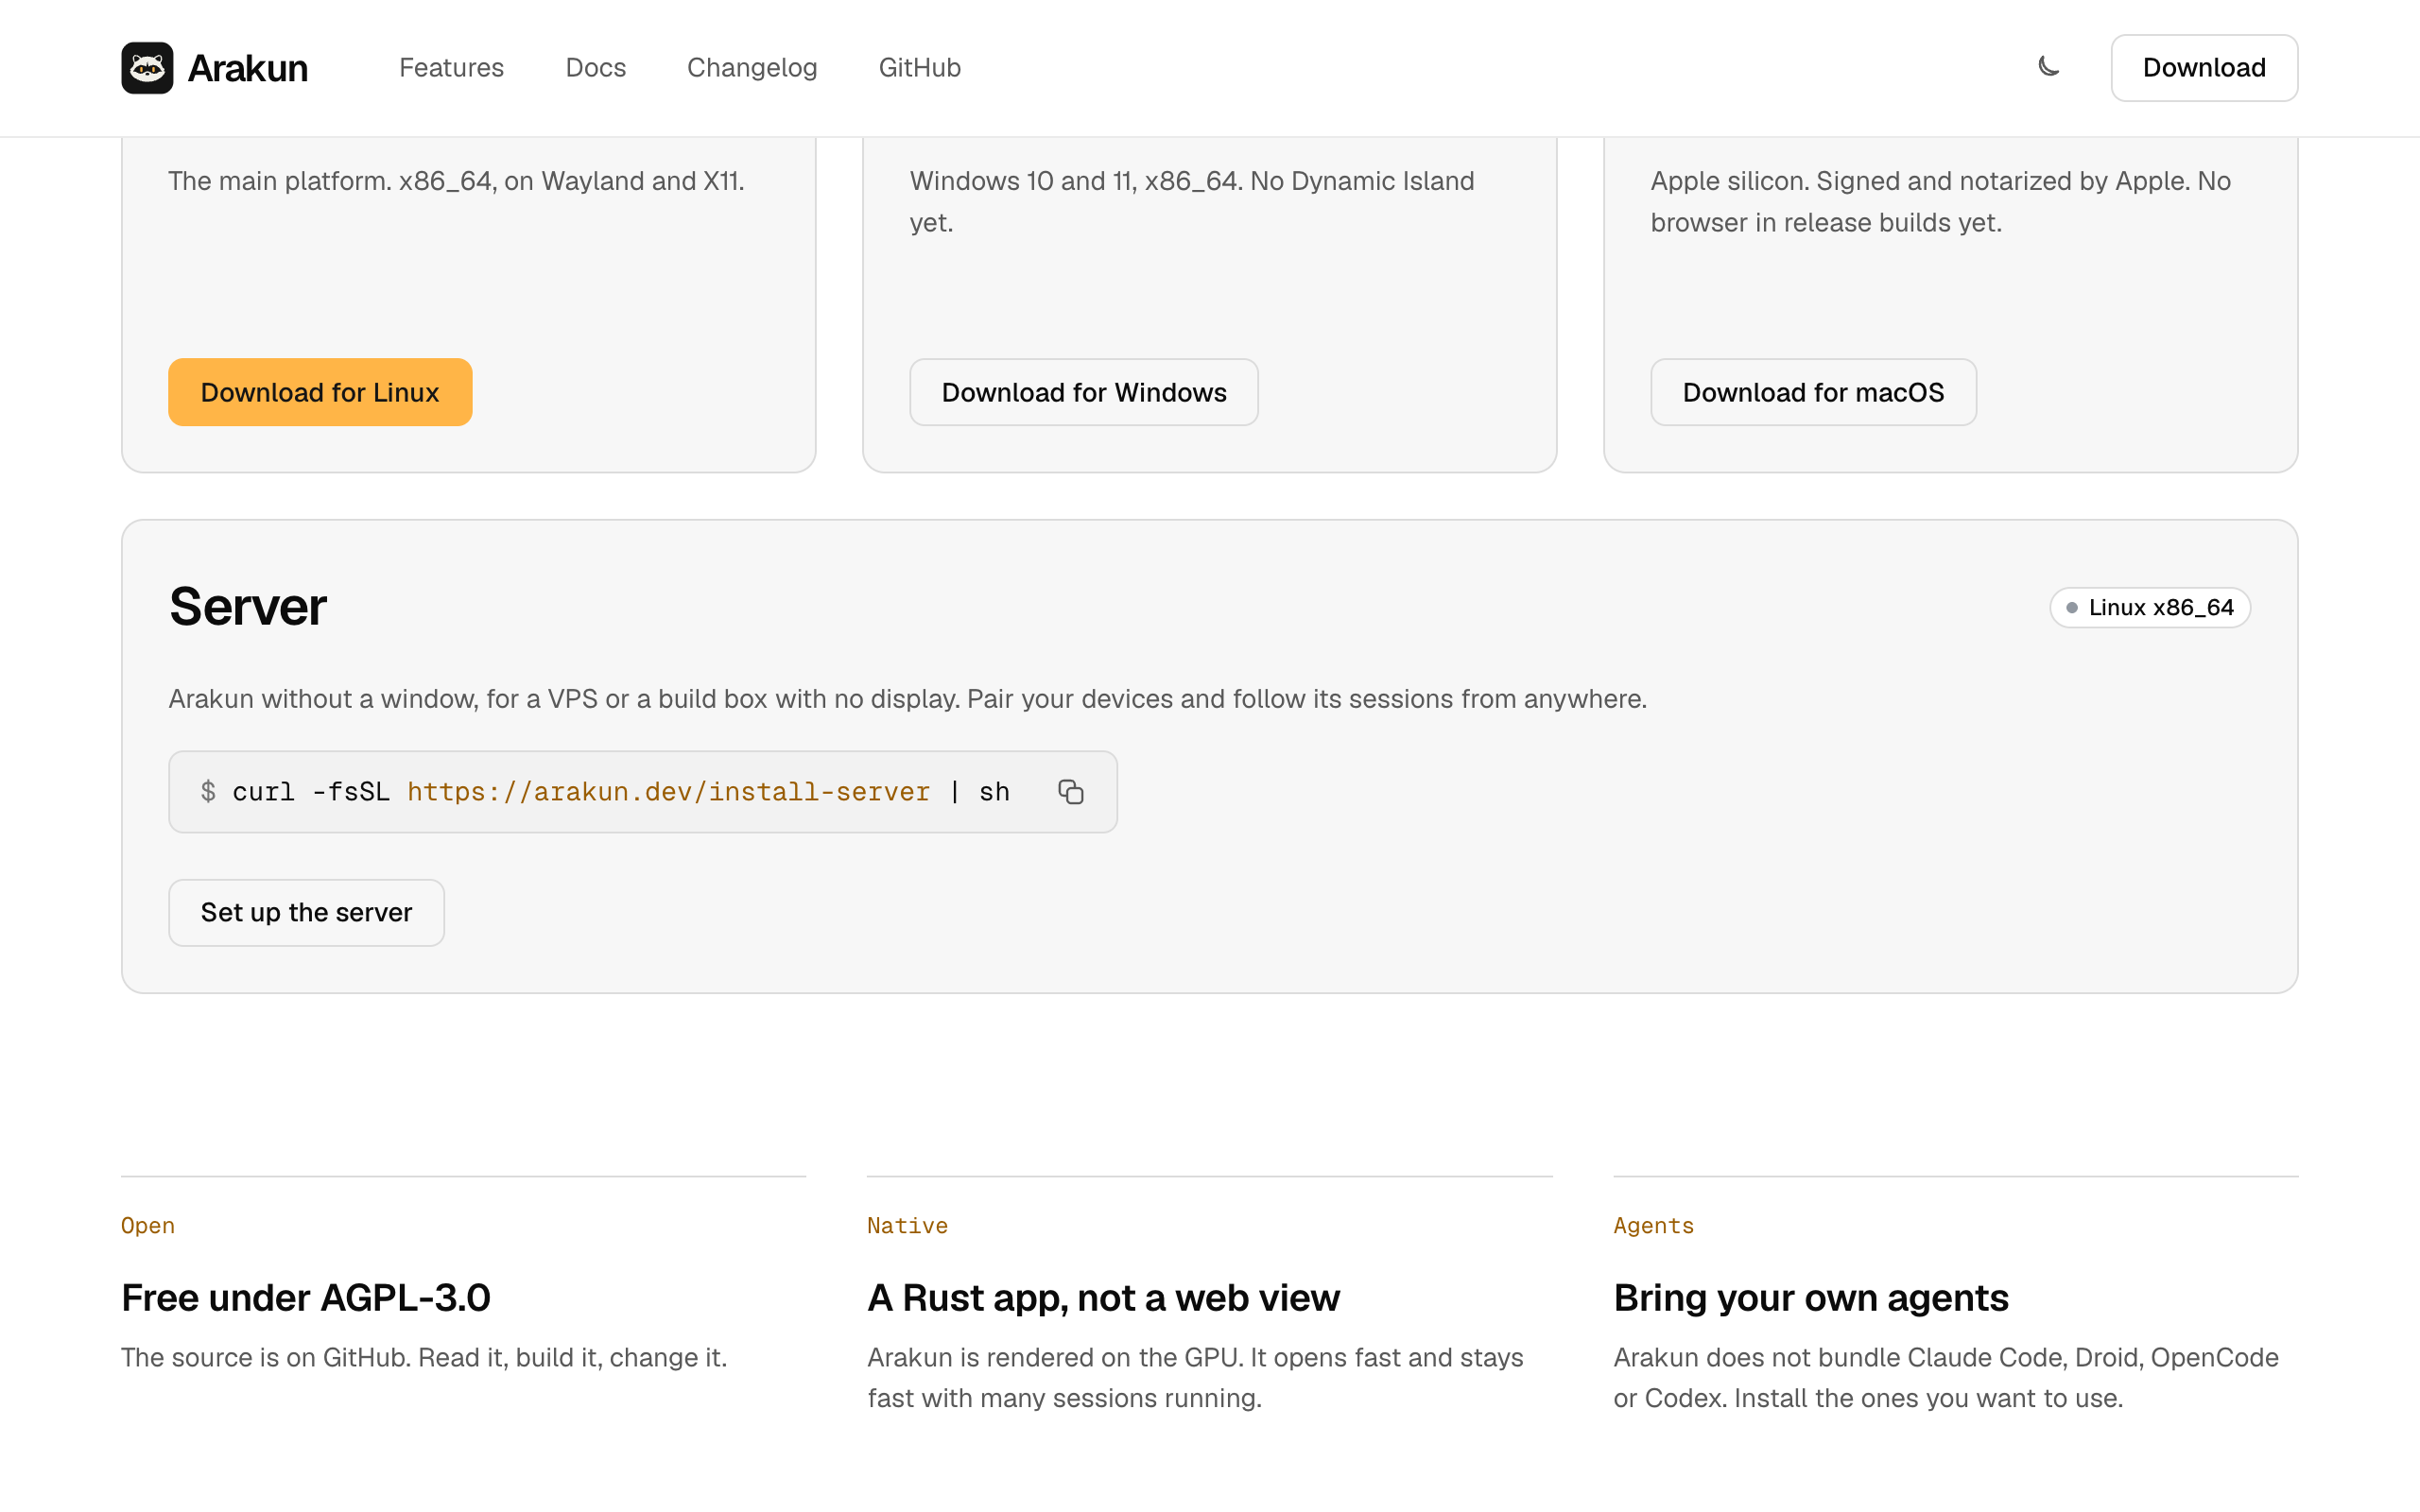 Arakun
Features
Docs
Changelog
GitHub
Download
The main platform. x86_64, on Wayland and X11.
Download for Linux
Windows 10 and 11, x86_64. No Dynamic Island
yet.
Download for Windows
Apple silicon. Signed and notarized by Apple. No
browser in release builds yet.
Download for macOS
Server
Linux x86_64
Arakun without a window, for a VPS or a build box with no display. Pair your devices and follow its sessions from anywhere.
$ curl -fsSL https://arakun.dev/install-server | sh
Set up the server
Open
Free under AGPL-3.0
The source is on GitHub. Read it, build it, change it.
Native
A Rust app, not a web view
Arakun is rendered on the GPU. It opens fast and stays
fast with many sessions running.
Agents
Bring your own agents
Arakun does not bundle Claude Code, Droid, OpenCode
or Codex. Install the ones you want to use.